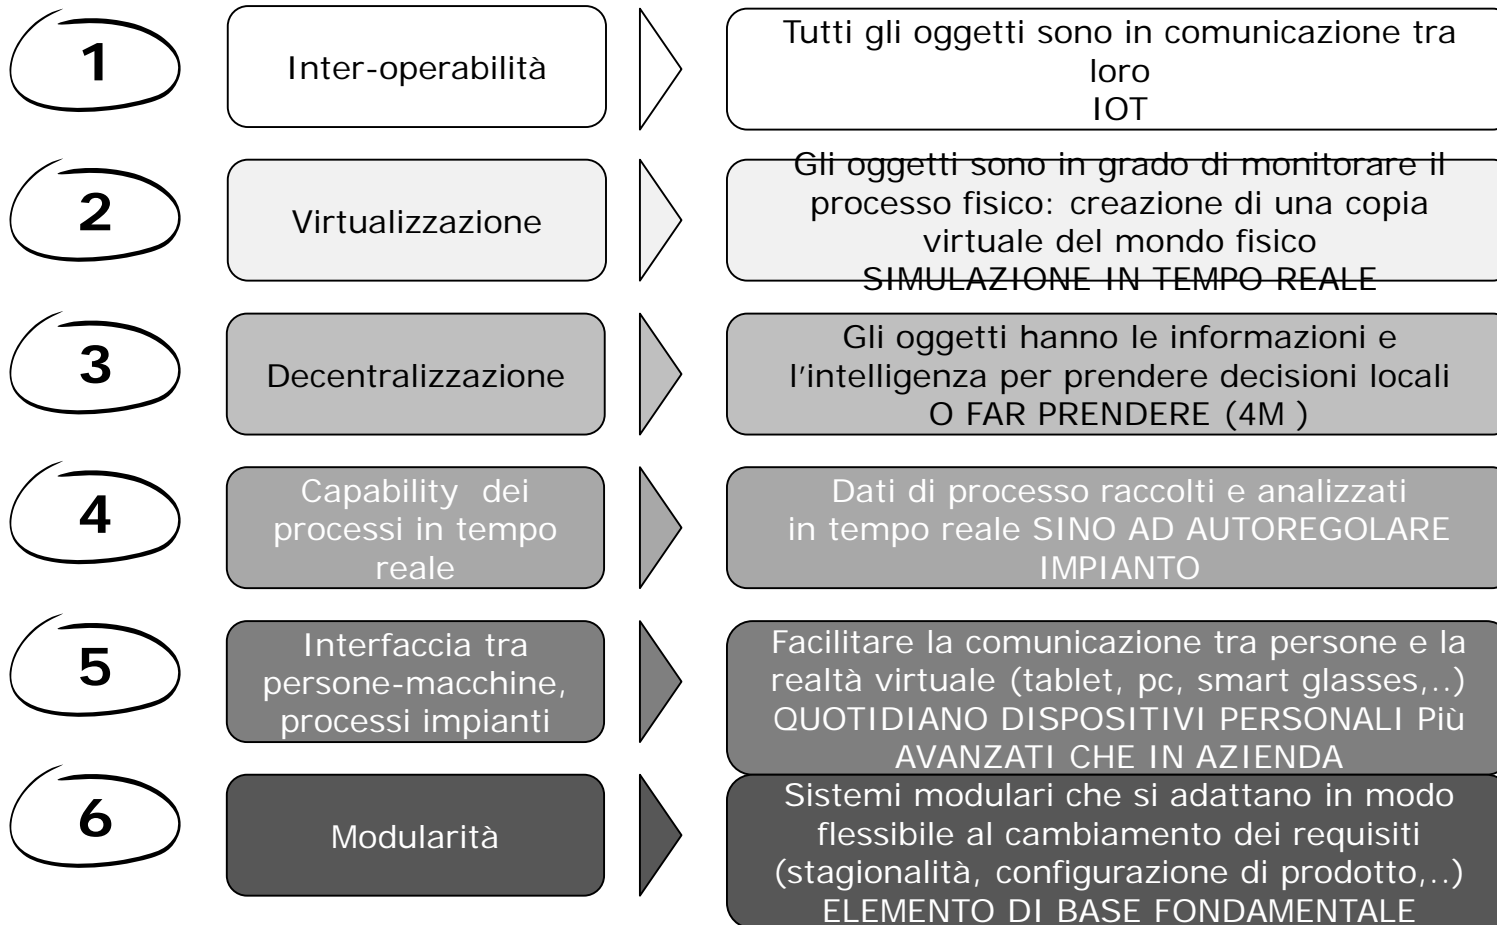 1
Inter-operabilità
Tutti gli oggetti sono in comunicazione tra
loro
IOT
2
Virtualizzazione
Gli oggetti sono in grado di monitorare il
processo fisico: creazione di una copia
virtuale del mondo fisico
SIMULAZIONE IN TEMPO REALE
3
Decentralizzazione
Gli oggetti hanno le informazioni e
l'intelligenza per prendere decisioni locali
O FAR PRENDERE (4M )
4
Capability dei
processi in tempo
reale
Dati di processo raccolti e analizzati
in tempo reale SINO AD AUTOREGOLARE
IMPIANTO
5
Interfaccia tra
persone-macchine,
processi impianti
Facilitare la comunicazione tra persone e la
realtà virtuale (tablet, pc, smart glasses,..)
QUOTIDIANO DISPOSITIVI PERSONALI Più
AVANZATI CHE IN AZIENDA
6
Modularità
Sistemi modulari che si adattano in modo
flessibile al cambiamento dei requisiti
(stagionalità, configurazione di prodotto,..)
ELEMENTO DI BASE FONDAMENTALE